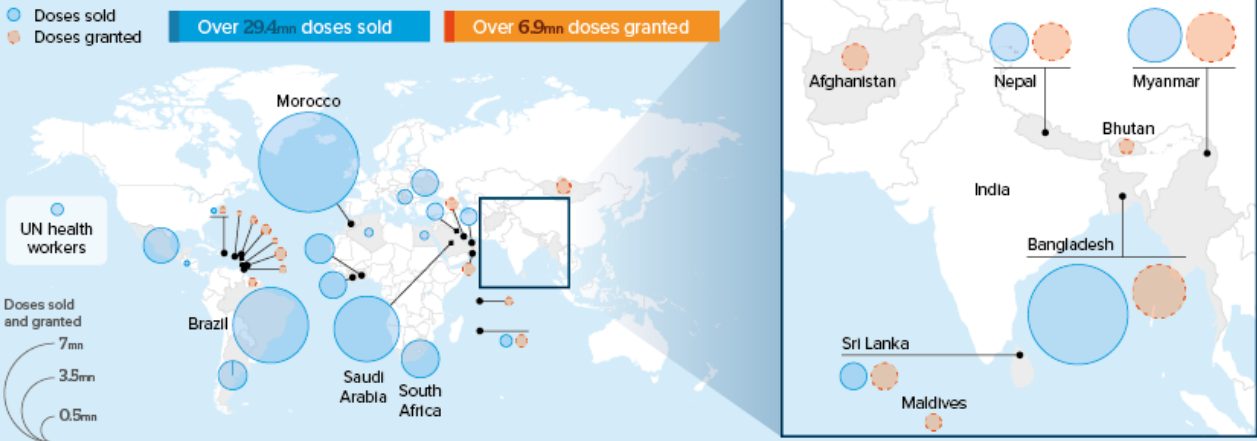 Doses sold
Doses granted
Over 29.4mn doses sold
Over 6.9mn doses granted
Morocco
UN health
workers
Doses sold
and granted
7mn
3.5mn
0.5mn
Brazil
Saudi
Arabia
South
Africa
Afghanistan
Nepal
Myanmar
Bhutan
India
Bangladesh
Sri Lanka
Maldives